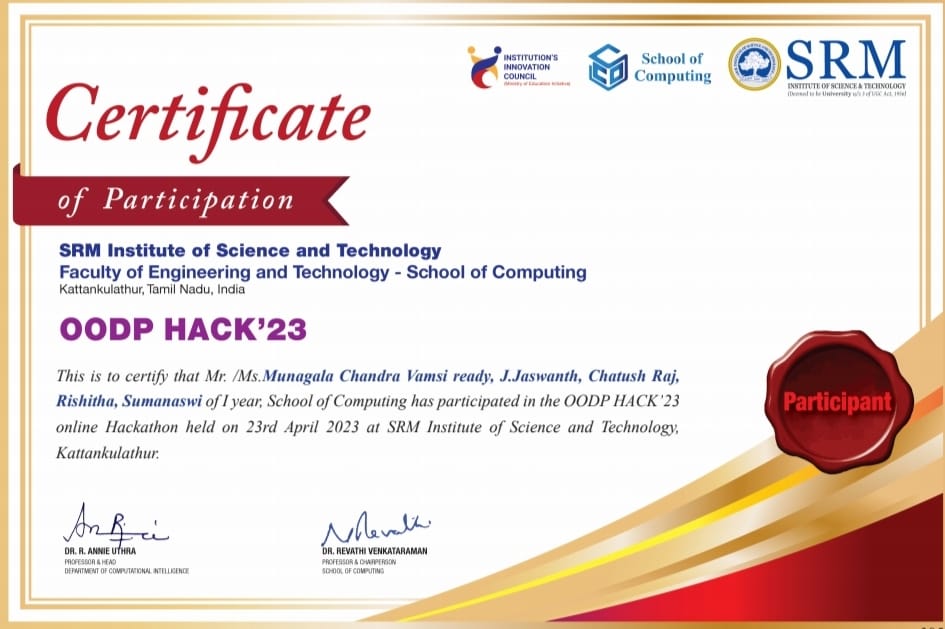 INSTITUTION'S
INNOVATION
COUNCIL
(Ministry of Education Initiative)
School of
Computing
SRM
INSTITUTE OF SCIENCE & TECHNOLOGY
(Deemed to be University u/s 3 of UGC Act, 1956)
Certificate
of Participation
SRM Institute of Science and Technology
Faculty of Engineering and Technology - School of Computing
Kattankulathur, Tamil Nadu, India
OODP HACK'23
This is to certify that Mr. /Ms.Munagala Chandra Vamsi ready, J.Jaswanth, Chatush Raj,
Rishitha, Sumanaswi of I year, School of Computing has participated in the OODP HACK'23
online Hackathon held on 23rd April 2023 at SRM Institute of Science and Technology,
Kattankulathur.
Participant
DR. R. ANNIE UTHRA
PROFESSOR & HEAD
DEPARTMENT OF COMPUTATIONAL INTELLIGENCE
DR. REVATHI VENKATARAMAN
PROFESSOR & CHAIRPERSON
SCHOOL OF COMPUTING